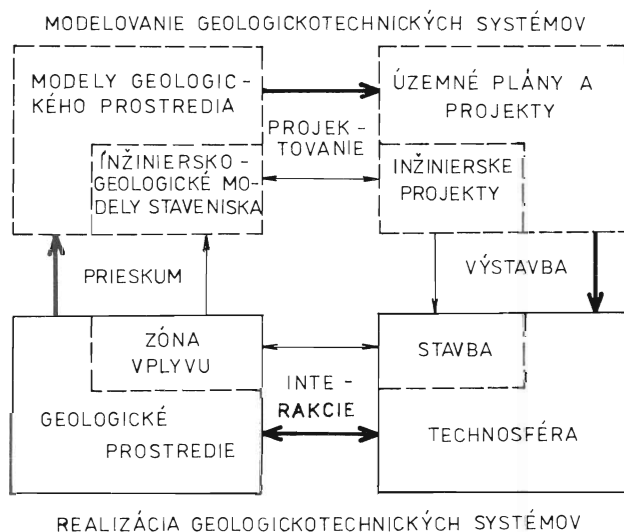 MODELOVANIE GEOLOGICKOTECHNICKÝCH SYSTÉMOV
MODELY GEOLOGIC-
KÉHO PROSTREDIA
ÚZEMNÉ PLÁNY A
PROJEKTY
PROJEK-
TOVANIE
INŽINIERSKO-
GEOLOGICKÉ MO-
DELY STAVENISKA
INŽINIERSKE
PROJEKTY
PRIESKUM
VÝSTAVBA
ZÓNA
VPLYVU
STAVBA
INTE-
RAKCIE
GEOLOGICKÉ
PROSTREDIE
TECHNOSFÉRA
REALIZÁCIA GEOLOGICKOTECHNICKÝCH SYSTÉMOV